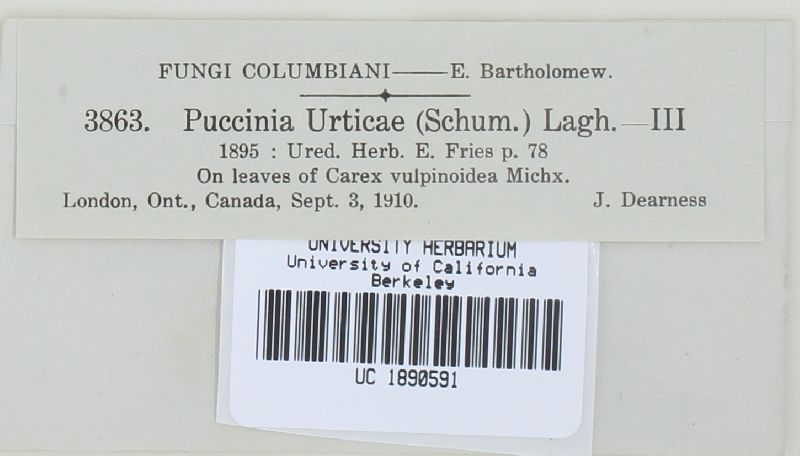 FUNGI COLUMBIANI——E. Bartholomew.
3863. Puccinia Urticae (Schum.) Lagh.—III
1895 : Ured. Herb. E. Fries p. 78
On leaves of Carex vulpinoidea Michx.
London, Ont., Canada, Sept. 3, 1910. J. Dearness
UNIVERSITY HERBARIUM
University of California
Berkeley
UC 1890591